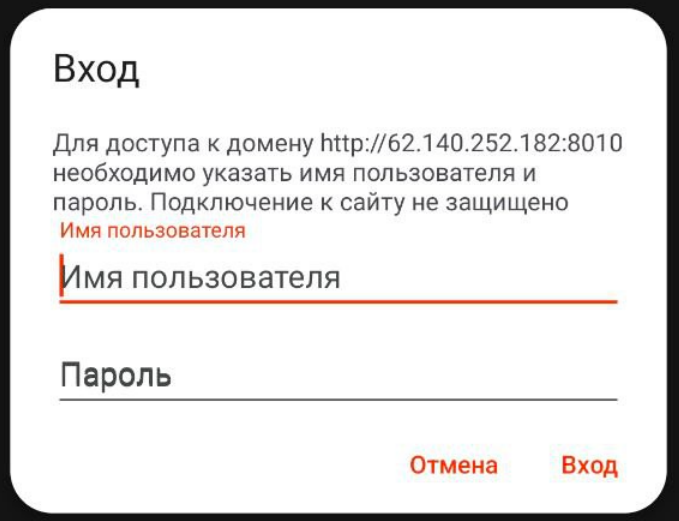 Вход
Для доступа к домену http://62.140.252.182:8010
необходимо указать имя пользователя и
пароль. Подключение к сайту не защищено
Имя пользователя
Имя пользователя
Пароль
Отмена Вход